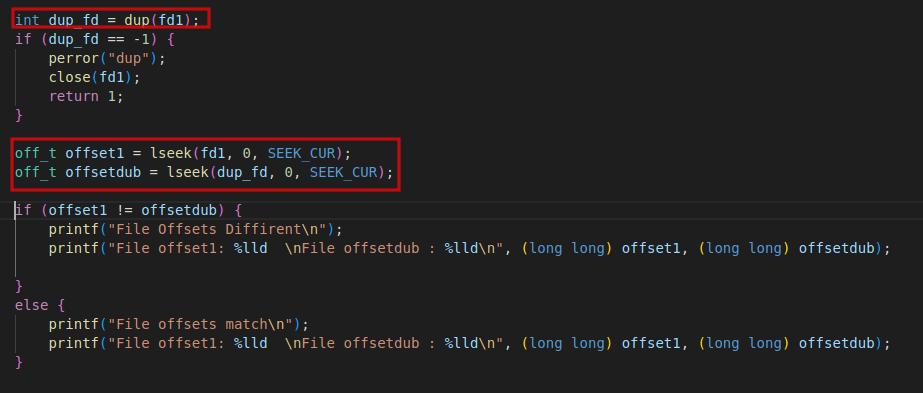 int dup_fd = dup(fd1);
if (dup_fd == -1) {
    perror("dup");
    close(fd1);
    return 1;
}
off_t offset1 = lseek(fd1, 0, SEEK_CUR);
off_t offsetdub = lseek(dup_fd, 0, SEEK_CUR);
if (offset1 != offsetdub) {
    printf("File Offsets Diffirent\n");
    printf("File offset1: %lld  \nFile offsetdub : %lld\n", (long long) offset1, (long long) offsetdub);
}
else {
    printf("File offsets match\n");
    printf("File offset1: %lld  \nFile offsetdub : %lld\n", (long long) offset1, (long long) offsetdub);
}